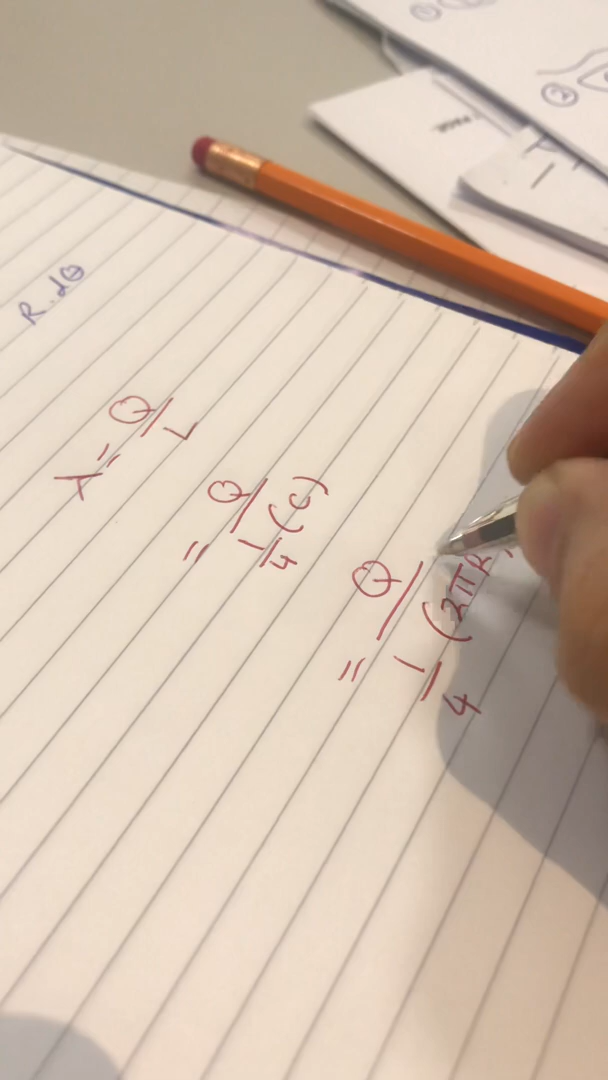 R.dθ
λ = Q/L
= Q/(1/4 (C))
= Q/(1/4 (2πR)